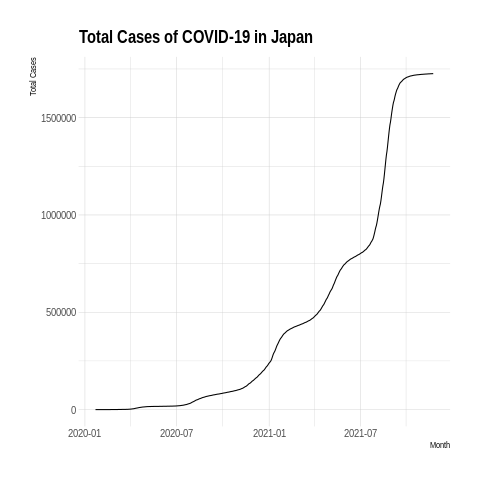 Total Cases of COVID-19 in Japan
Total Cases
1500000
1000000
500000
0
2020-01 2020-07 2021-01 2021-07
Month